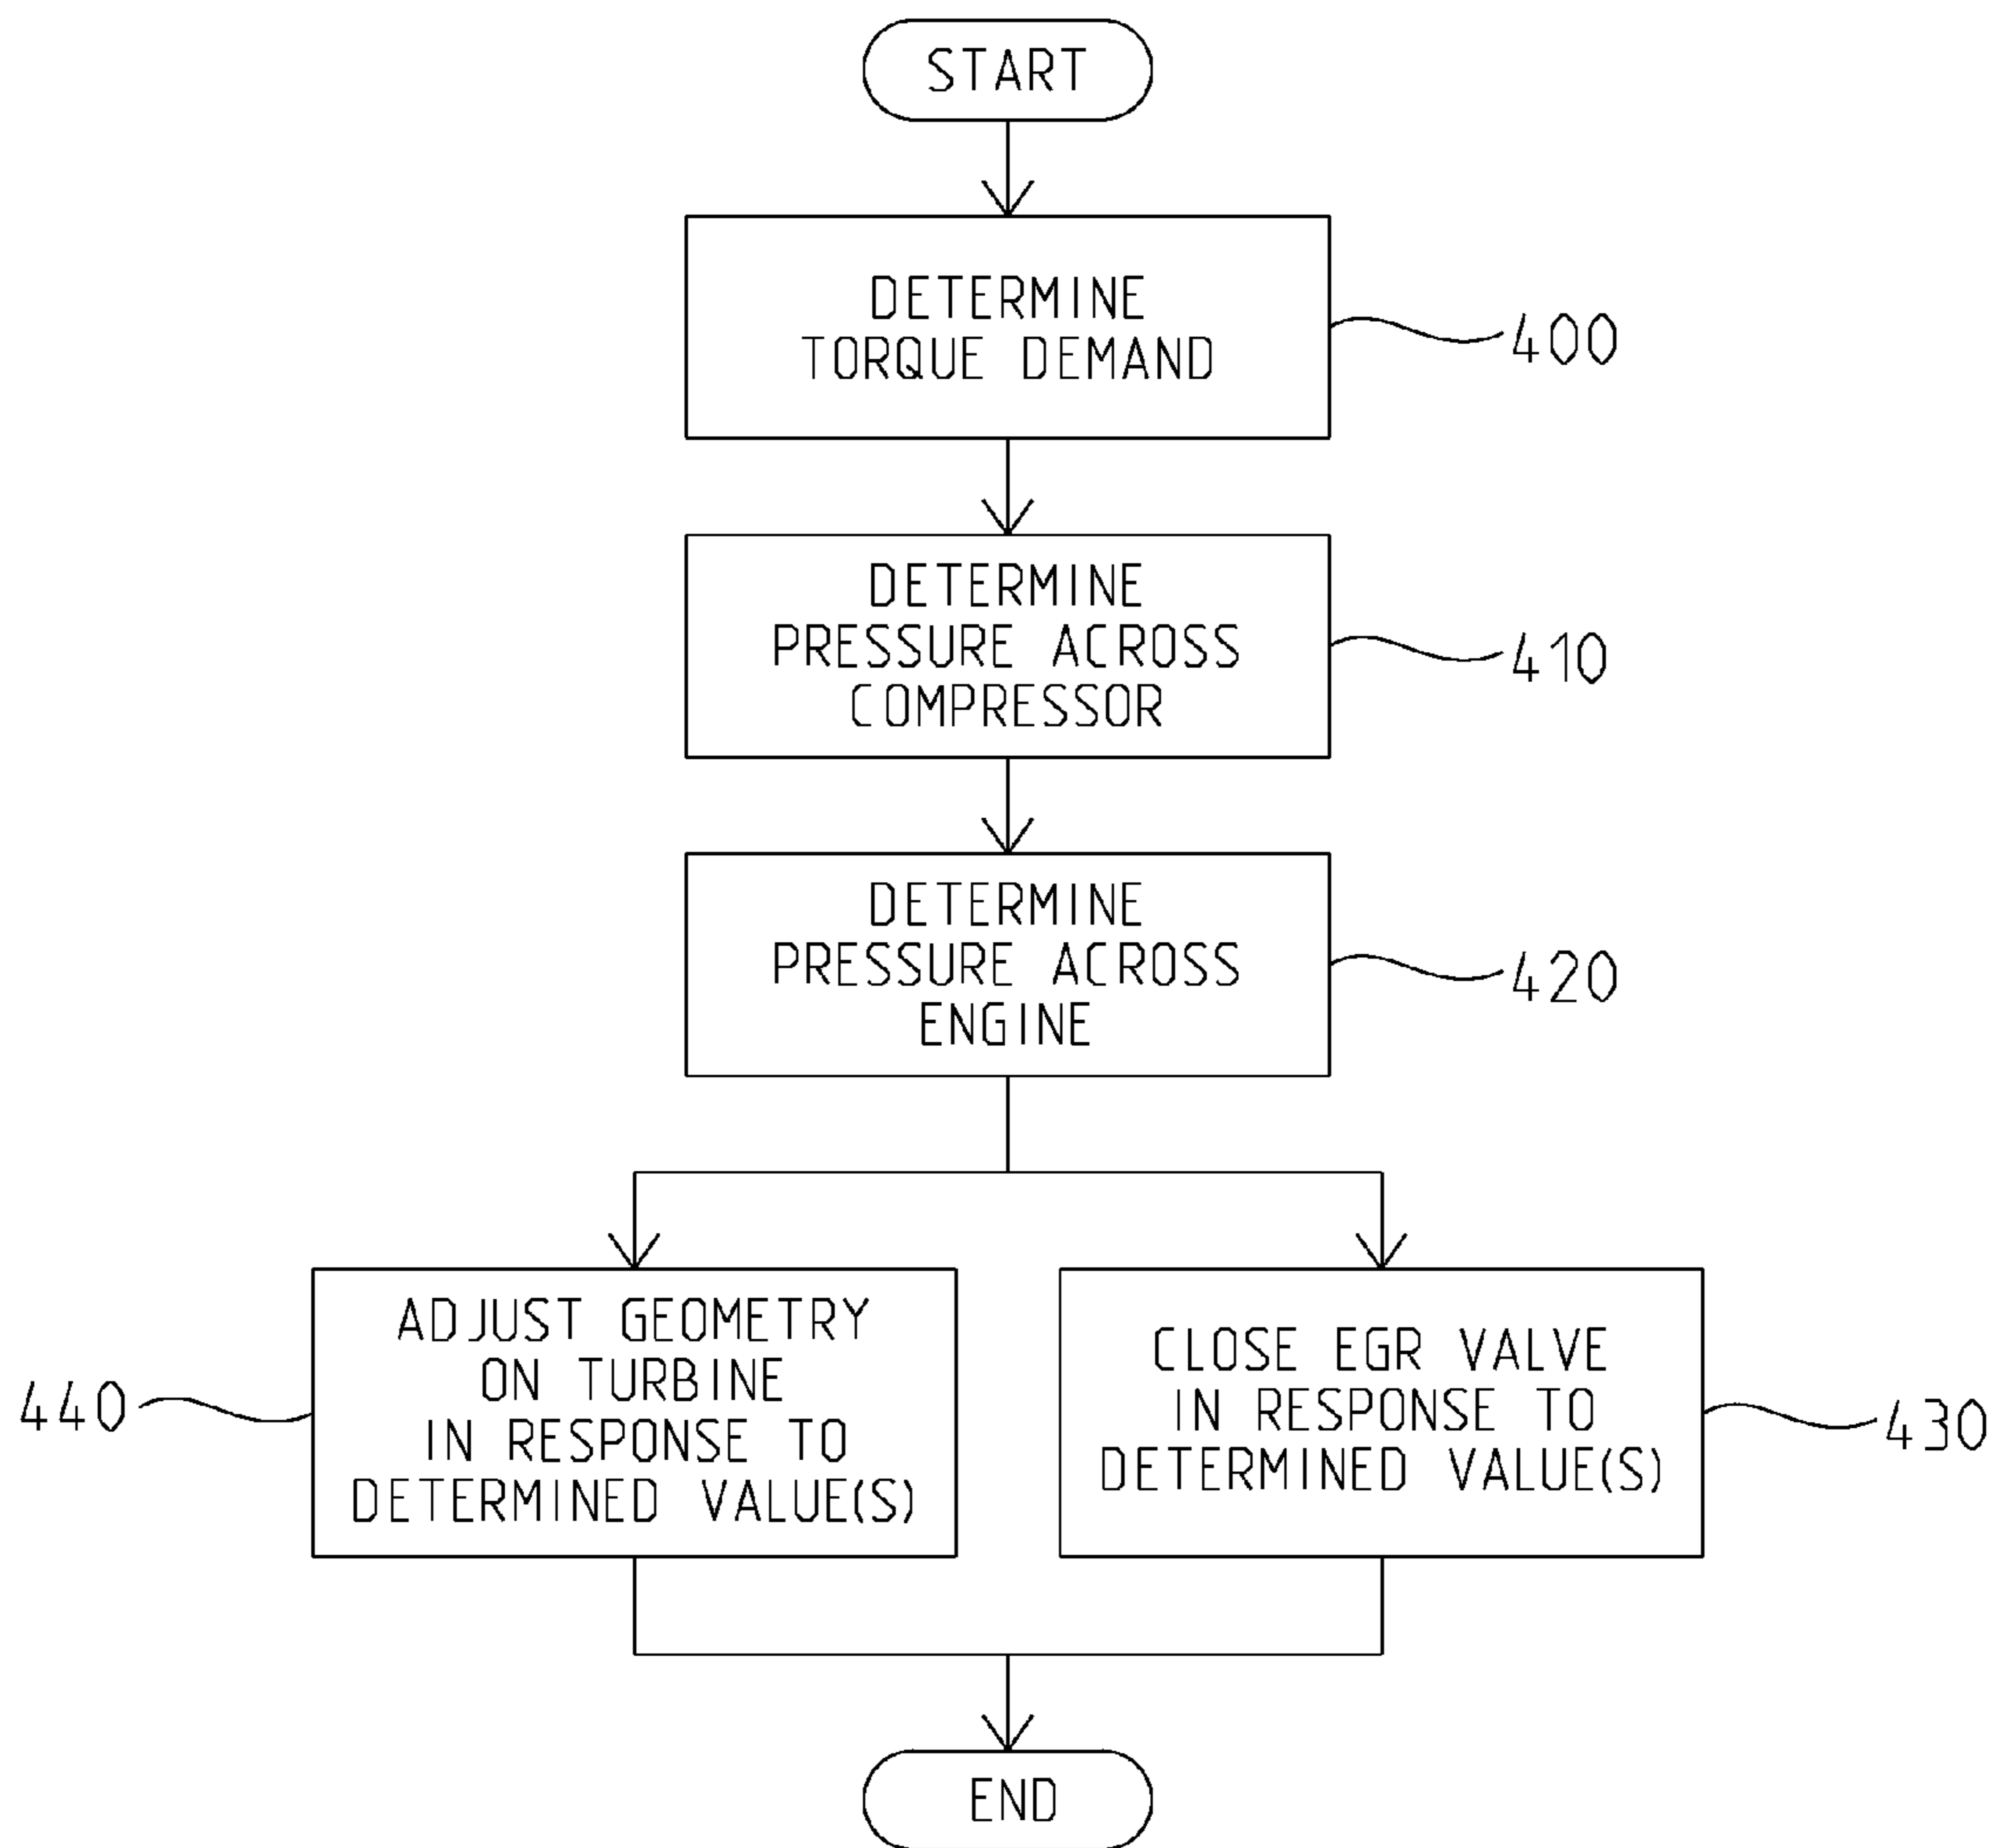 START
DETERMINE
TORQUE DEMAND
400
DETERMINE
PRESSURE ACROSS
COMPRESSOR
410
DETERMINE
PRESSURE ACROSS
ENGINE
420
ADJUST GEOMETRY
ON TURBINE
IN RESPONSE TO
DETERMINED VALUE(S)
440
CLOSE EGR VALVE
IN RESPONSE TO
DETERMINED VALUE(S)
430
END